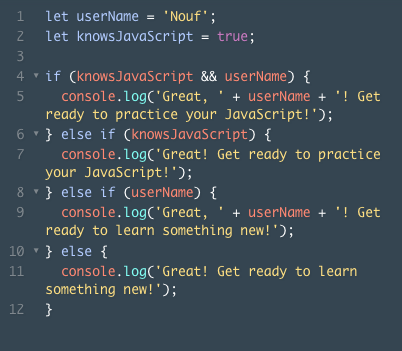 1 let userName = 'Nouf';
2 let knowsJavaScript = true;
3
4 if (knowsJavaScript && userName) {
5 console.log('Great, ' + userName + '! Get
ready to practice your JavaScript!');
6 } else if (knowsJavaScript) {
7 console.log('Great! Get ready to practice
your JavaScript!');
8 } else if (userName) {
9 console.log('Great, ' + userName + '! Get
ready to learn something new!');
10 } else {
11 console.log('Great! Get ready to learn
something new!');
12 }